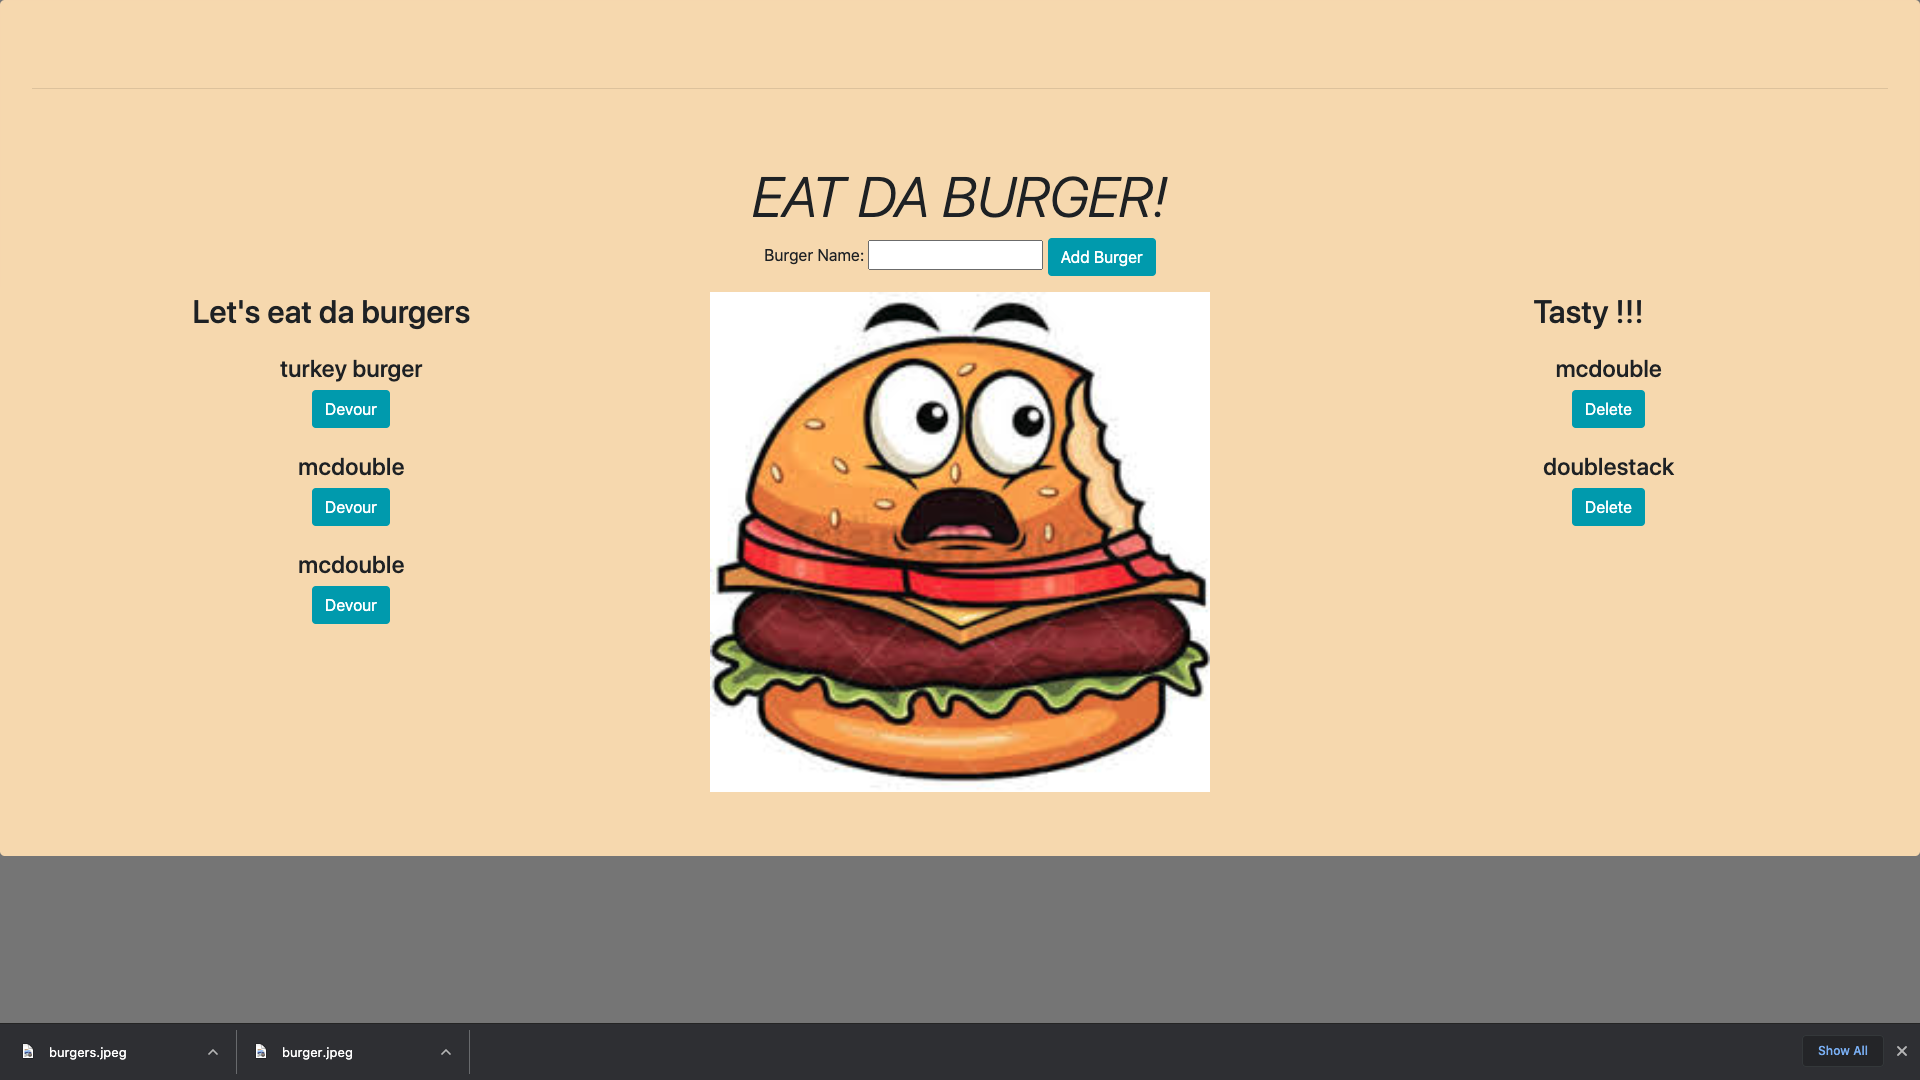 EAT DA BURGER!
Burger Name: Add Burger
Let's eat da burgers
turkey burger
Devour
mcdouble
Devour
mcdouble
Devour
Tasty !!!
mcdouble
Delete
doublestack
Delete
burgers.jpeg
burger.jpeg
Show All